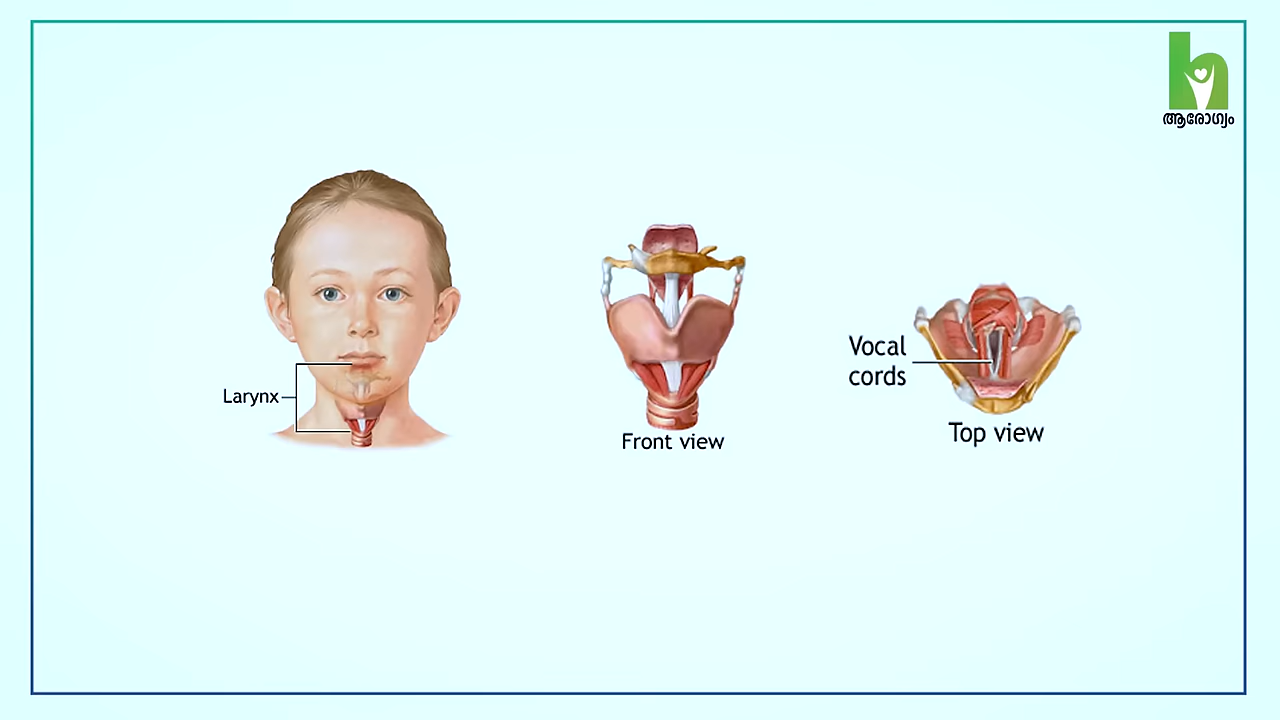 ആരോഗ്യം
Larynx
Front view
Vocal
cords
Top view